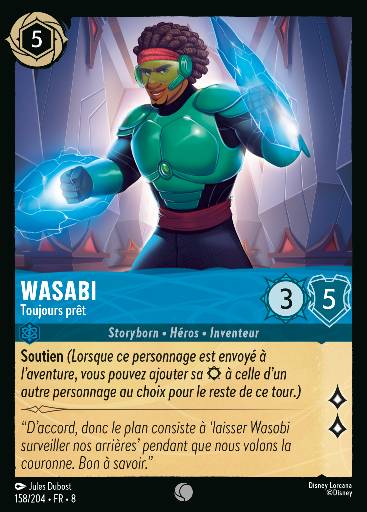 5
WASABI
Toujours prêt
3
5
Storyborn • Héros • Inventeur
Soutien (Lorsque ce personnage est envoyé à
l'aventure, vous pouvez ajouter sa ¤ à celle d'un
autre personnage au choix pour le reste de ce tour.)
“D'accord, donc le plan consiste à ‘laisser Wasabi
surveiller nos arrières’ pendant que nous volons la
couronne. Bon à savoir.”
Jules Dubost
158/204 • FR • 8
Disney Lorcana
©Disney